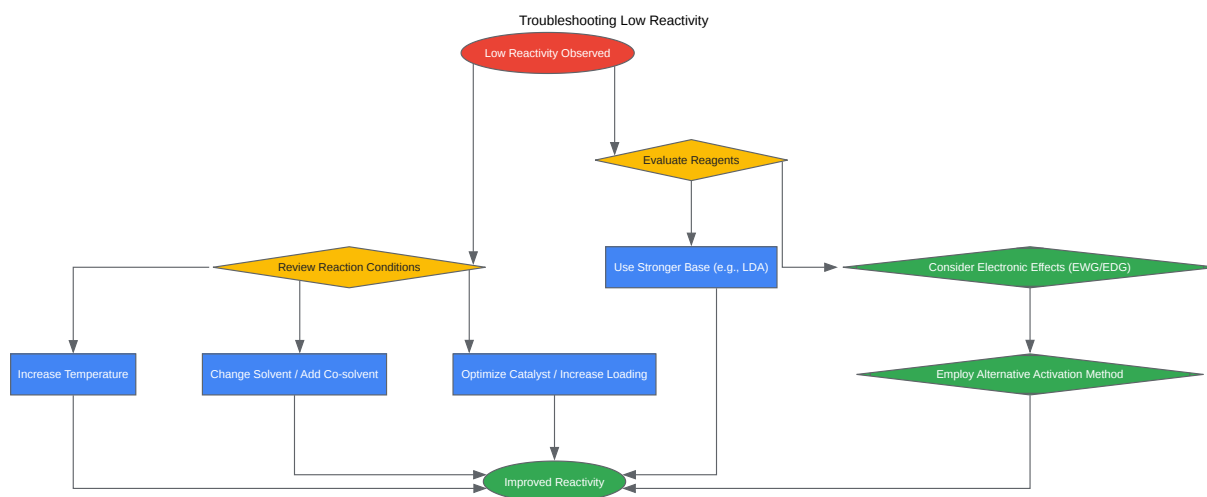 Troubleshooting Low Reactivity
Low Reactivity Observed
Evaluate Reagents
Review Reaction Conditions
Use Stronger Base (e.g., LDA)
Consider Electronic Effects (EWG/EDG)
Increase Temperature
Change Solvent / Add Co-solvent
Optimize Catalyst / Increase Loading
Employ Alternative Activation Method
Improved Reactivity